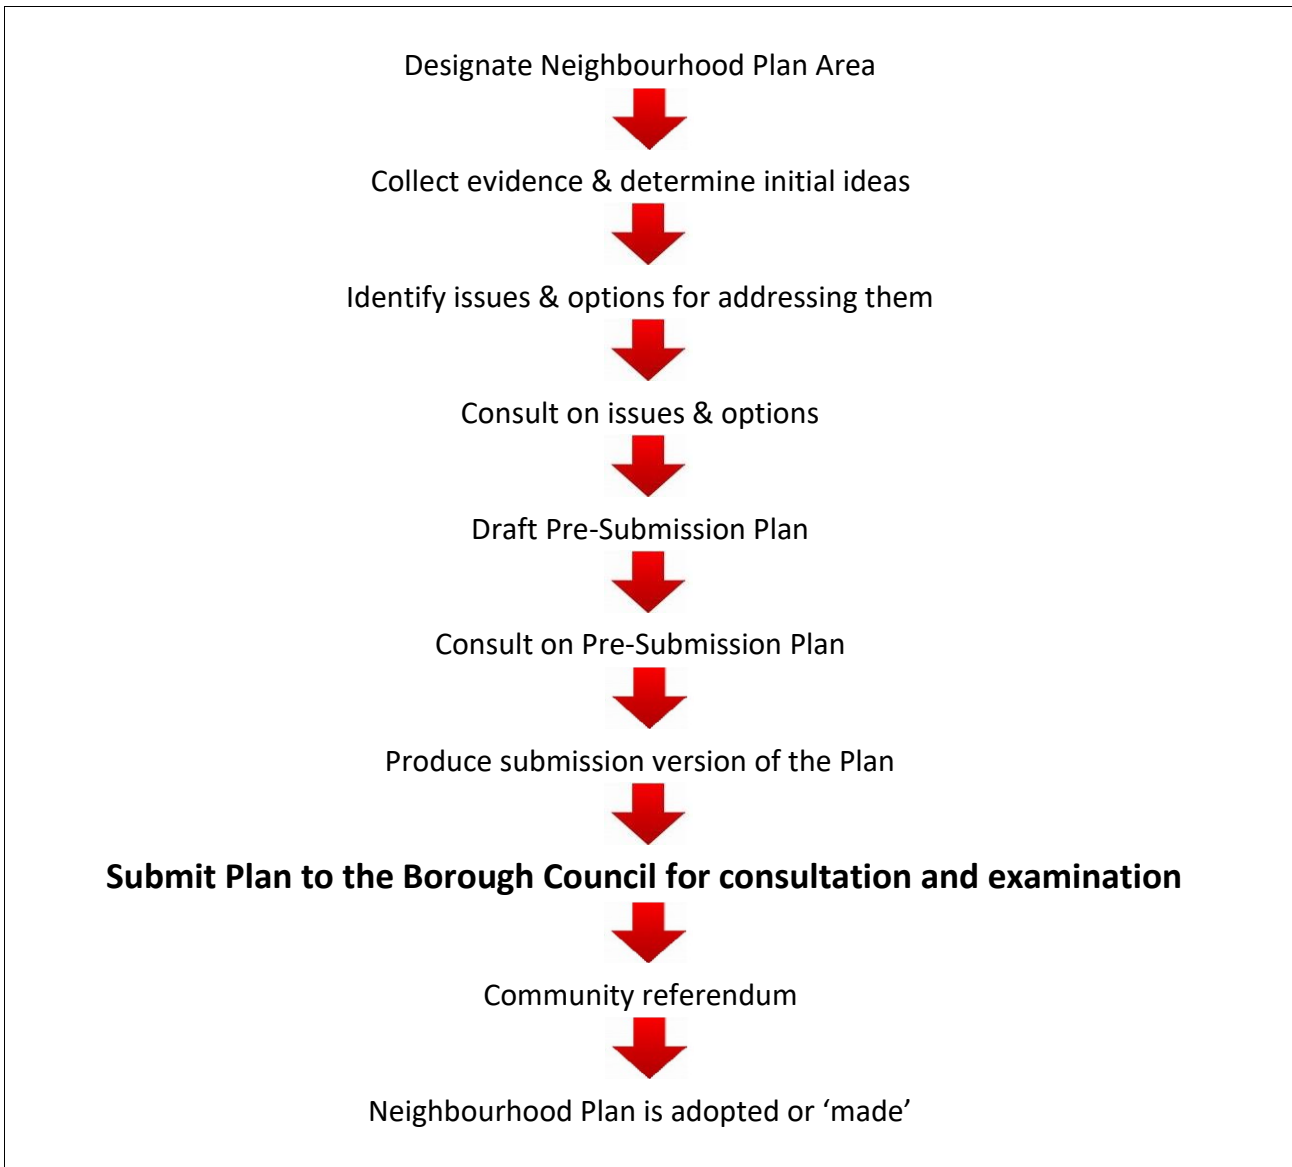 Designate Neighbourhood Plan Area
Collect evidence & determine initial ideas
Identify issues & options for addressing them
Consult on issues & options
Draft Pre-Submission Plan
Consult on Pre-Submission Plan
Produce submission version of the Plan
Submit Plan to the Borough Council for consultation and examination
Community referendum
Neighbourhood Plan is adopted or ‘made’